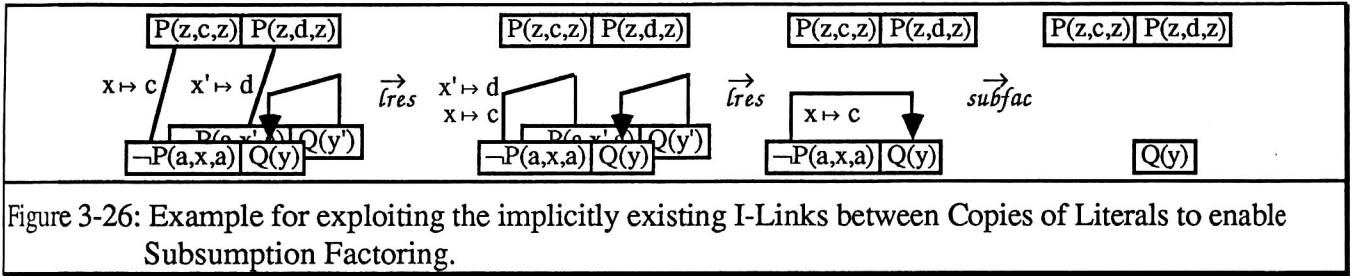 P(z,c,z) P(z,d,z) P(z,c,z) P(z,d,z) P(z,c,z) P(z,d,z) P(z,c,z) P(z,d,z)
x ↦ c x' ↦ d lres x' ↦ d lres subfac
x ↦ c x ↦ c
Q(y') Q(y')
¬P(a,x,a) Q(y) ¬P(a,x,a) Q(y) ¬P(a,x,a) Q(y) Q(y)
Figure 3-26: Example for exploiting the implicitly existing I-Links between Copies of Literals to enable
Subsumption Factoring.